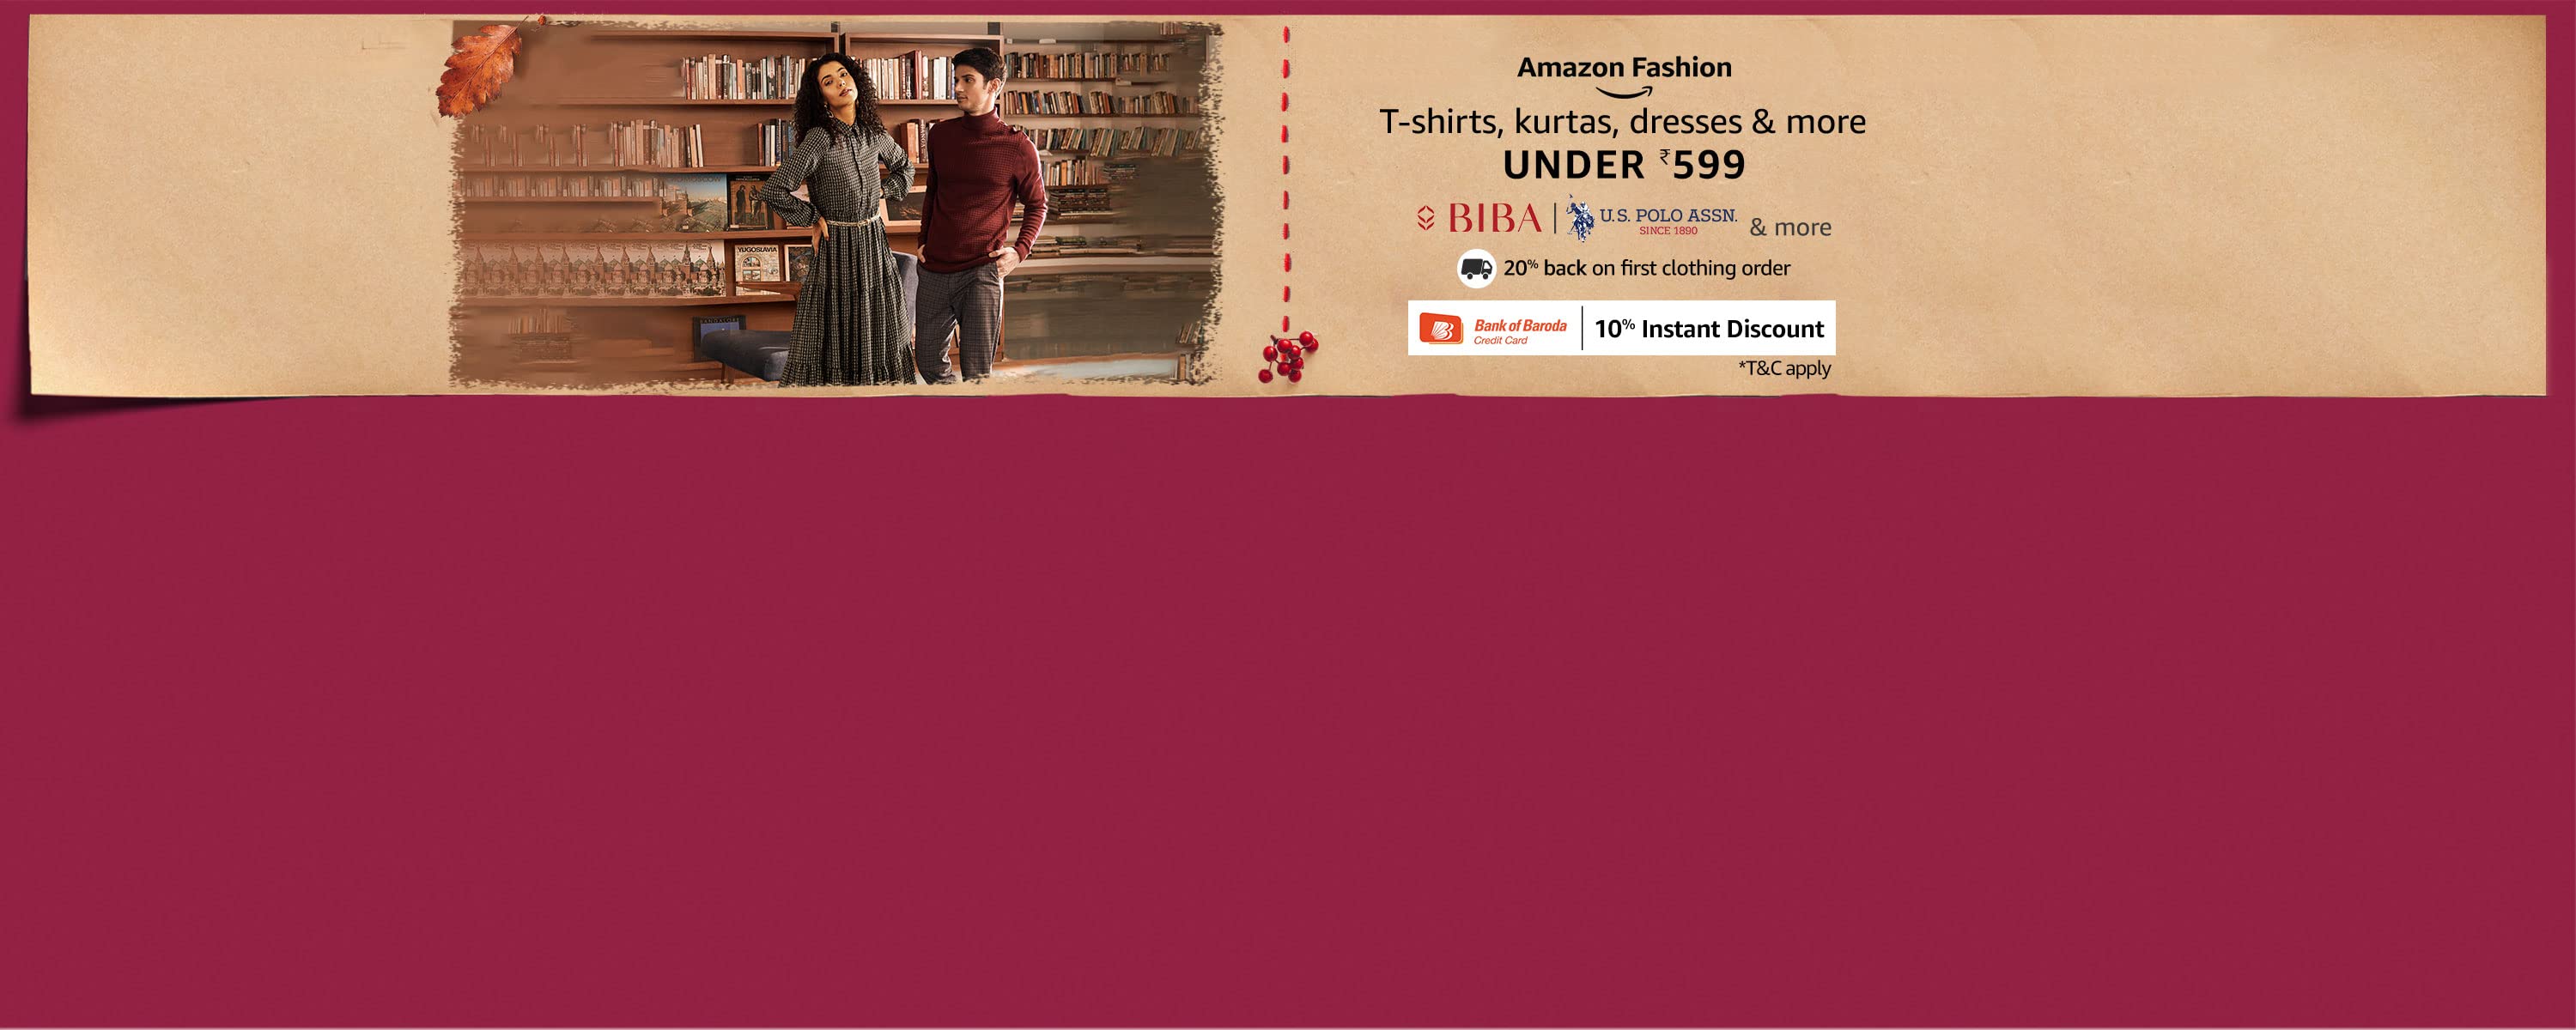 Amazon Fashion
T-shirts, kurtas, dresses & more
UNDER ₹599
BIBA | U.S. POLO ASSN. & more
SINCE 1890
20% back on first clothing order
Bank of Baroda
Credit Card
10% Instant Discount
*T&C apply
YUGOSLAVIA